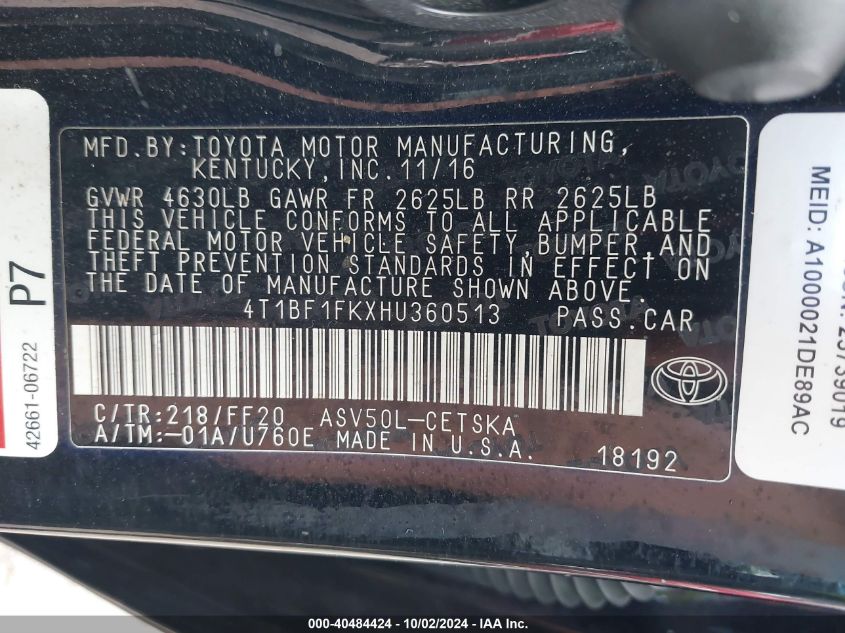 MFD.BY:TOYOTA MOTOR MANUFACTURING,
KENTUCKY,INC.11/16
GVWR 4630LB GAWR FR 2625LB RR 2625LB
THIS VEHICLE CONFORMS TO ALL APPLICABLE
FEDERAL MOTOR VEHICLE SAFETY,BUMPER AND
THEFT PREVENTION STANDARDS IN EFFECT ON
THE DATE OF MANUFACTURE SHOWN ABOVE.
4T1BF1FKXHU360513 PASS.CAR
C/TR:218/FF20 ASV50L-CETSKA
A/TM:-01A/U760E MADE IN U.S.A. 18192
P7
42661-06722
MEID: A1000021DE89AC
000-40484424 - 10/02/2024 - IAA Inc.